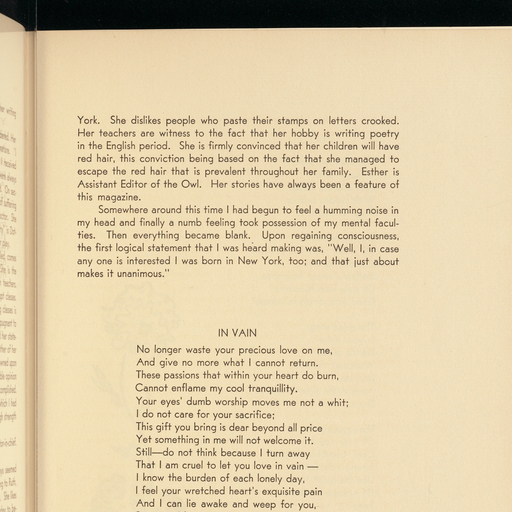 York. She dislikes people who paste their stamps on letters crooked.
Her teachers are witness to the fact that her hobby is writing poetry
in the English period. She is firmly convinced that her children will have
red hair, this conviction being based on the fact that she managed to
escape the red hair that is prevalent throughout her family. Esther is
Assistant Editor of the Owl. Her stories have always been a feature of
this magazine.
Somewhere around this time I had begun to feel a humming noise in
my head and finally a numb feeling took possession of my mental facul-
ties. Then everything became blank. Upon regaining consciousness,
the first logical statement that I was heard making was, "Well, I, in case
any one is interested I was born in New York, too; and that just about
makes it unanimous."
IN VAIN
No longer waste your precious love on me,
And give no more what I cannot return.
These passions that within your heart do burn,
Cannot enflame my cool tranquillity.
Your eyes' dumb worship moves me not a whit;
I do not care for your sacrifice;
This gift you bring is dear beyond all price
Yet something in me will not welcome it.
Still—do not think because I turn away
That I am cruel to let you love in vain —
I know the burden of each lonely day,
I feel your wretched heart's exquisite pain
And I can lie awake and weep for you,